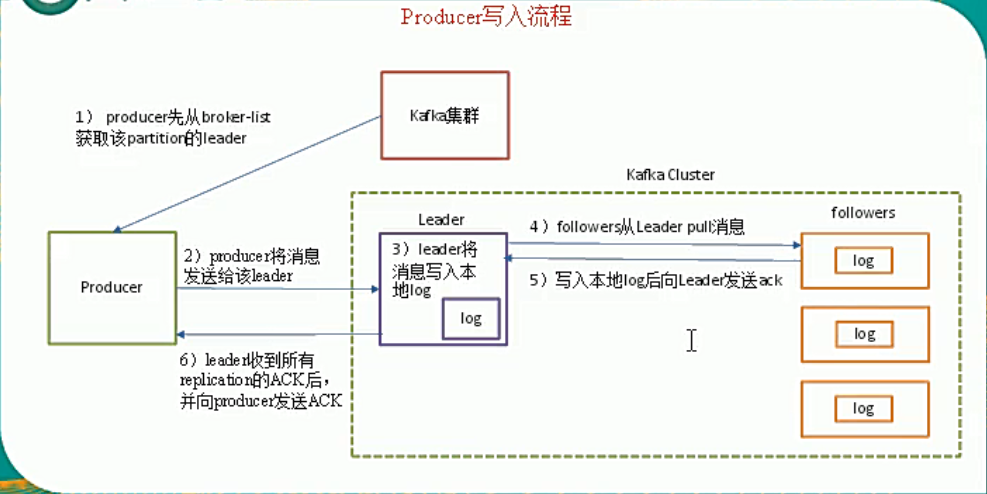 Producer写入流程
1） producer先从broker-list
获取该partition的leader
Kafka集群
Kafka Cluster
Leader
followers
Producer
2）producer将消息
发送给该leader
3）leader将
消息写入本
地log
log
4）followers从Leader pull消息
5）写入本地log后向Leader发送ack
log
log
log
6）leader收到所有
replication的ACK后，
并向producer发送ACK